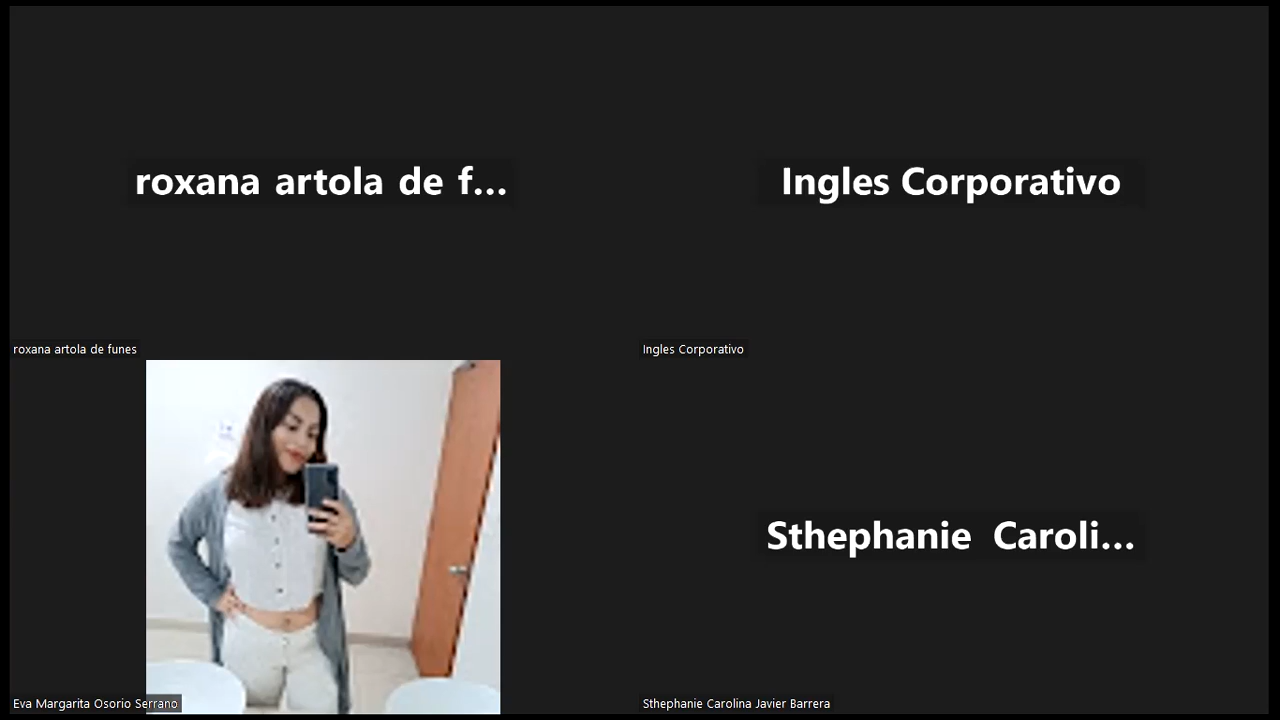 roxana artola de f...
Ingles Corporativo
roxana artola de funes
Ingles Corporativo
Sthephanie Caroli...
Eva Margarita Osorio Serrano
Sthephanie Carolina Javier Barrera